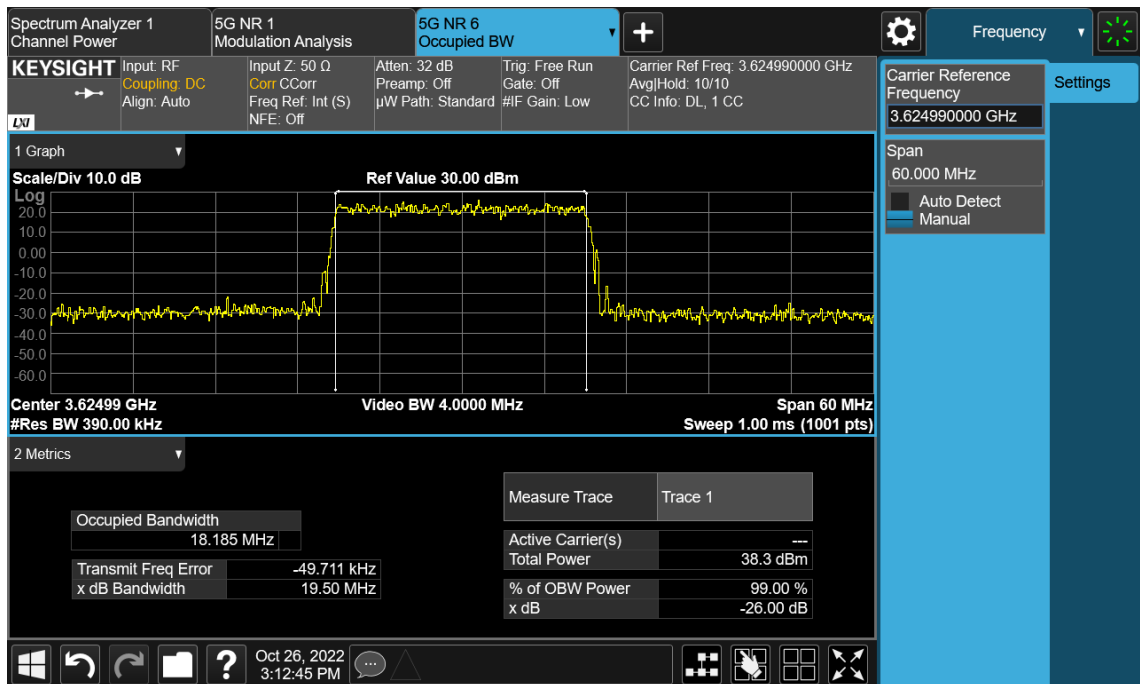 Spectrum Analyzer 1
Channel Power
5G NR 1
Modulation Analysis
5G NR 6
Occupied BW
Frequency
KEYSIGHT
LXI
Input: RF
Coupling: DC
Align: Auto
Input Z: 50 Ω
Corr CCorr
Freq Ref: Int (S)
NFE: Off
Atten: 32 dB
Preamp: Off
µW Path: Standard
Trig: Free Run
Gate: Off
#IF Gain: Low
Carrier Ref Freq: 3.624990000 GHz
Avg|Hold: 10/10
CC Info: DL, 1 CC
Carrier Reference
Frequency
3.624990000 GHz
Span
60.000 MHz
Auto Detect
Manual
Settings
1 Graph
Scale/Div 10.0 dB
Ref Value 30.00 dBm
Log
20.0
10.0
0.00
-10.0
-20.0
-30.0
-40.0
-50.0
-60.0
Center 3.62499 GHz
Video BW 4.0000 MHz
Span 60 MHz
#Res BW 390.00 kHz
Sweep 1.00 ms (1001 pts)
2 Metrics
Occupied Bandwidth
18.185 MHz
Transmit Freq Error -49.711 kHz
x dB Bandwidth 19.50 MHz
Measure Trace Trace 1
Active Carrier(s) ---
Total Power 38.3 dBm
% of OBW Power 99.00 %
x dB -26.00 dB
?
Oct 26, 2022
3:12:45 PM